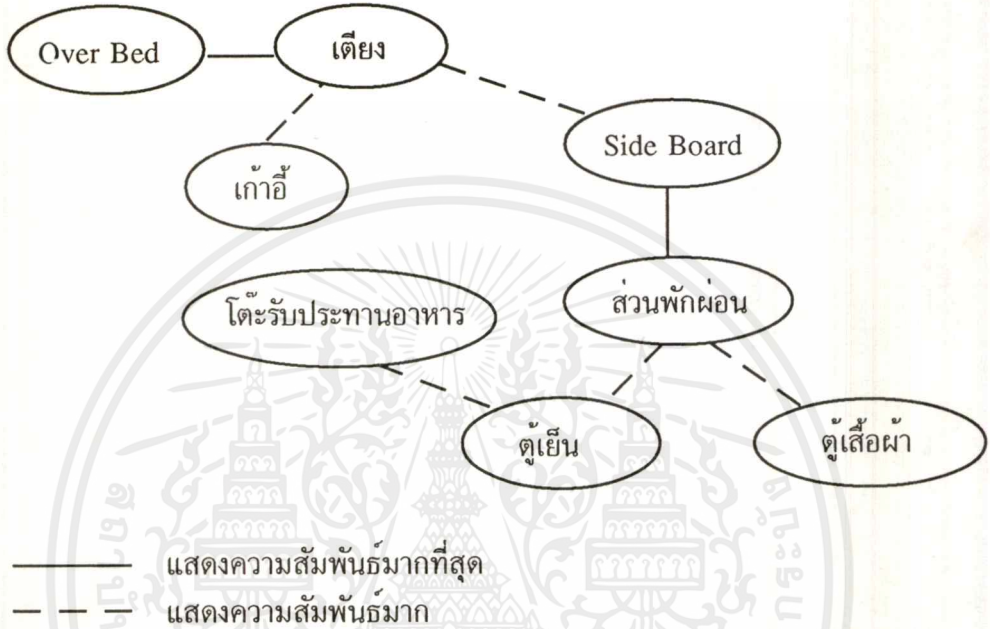 Over Bed
เตียง
Side Board
เก้าอี้
โต๊ะรับประทานอาหาร
ส่วนพักผ่อน
ตู้เย็น
ตู้เสื้อผ้า
แสดงความสัมพันธ์มากที่สุด
แสดงความสัมพันธ์มาก